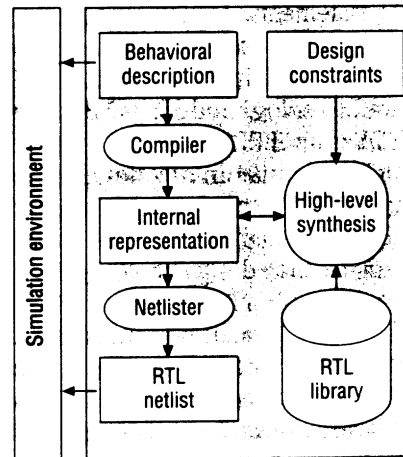 Simulation environment
Behavioral
description
Design
constraints
Compiler
Internal
representation
High-level
synthesis
Netlister
RTL
netlist
RTL
library